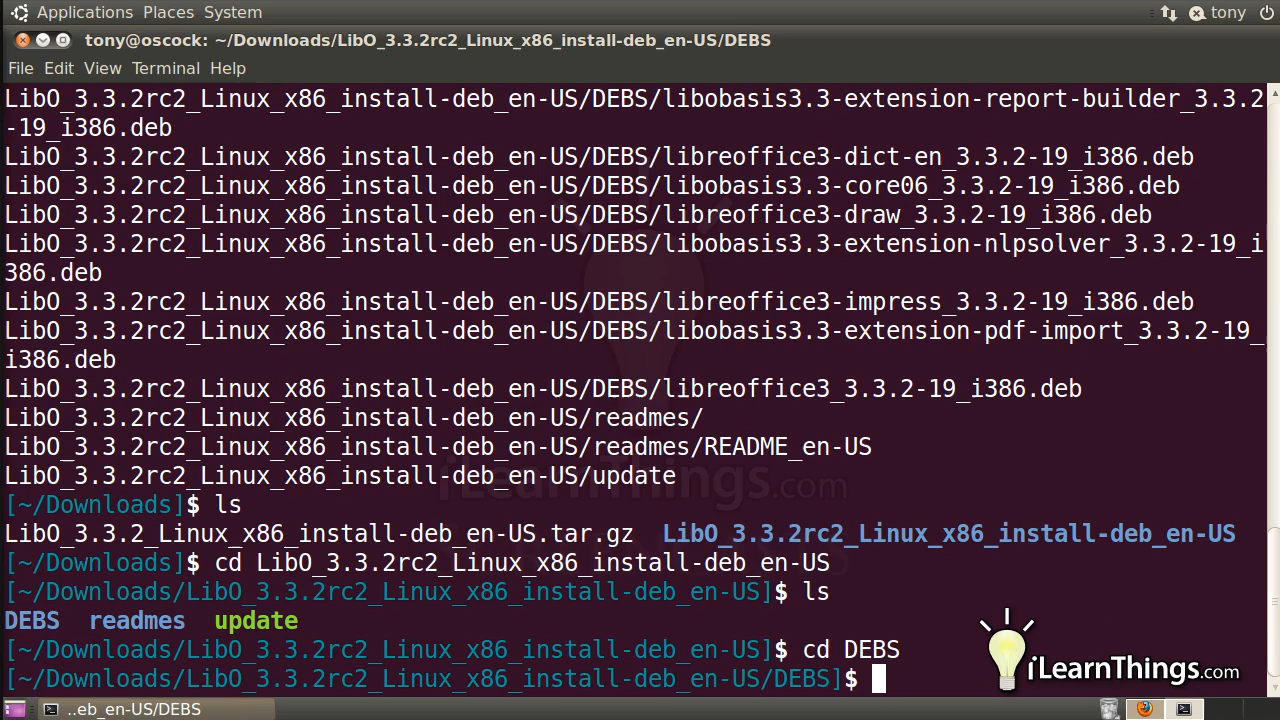 Applications Places System tony
tony@oscock: ~/Downloads/LibO_3.3.2rc2_Linux_x86_install-deb_en-US/DEBS
File Edit View Terminal Help
LibO_3.3.2rc2_Linux_x86_install-deb_en-US/DEBS/libobasis3.3-extension-report-builder_3.3.2
-19_i386.deb
LibO_3.3.2rc2_Linux_x86_install-deb_en-US/DEBS/libreoffice3-dict-en_3.3.2-19_i386.deb
LibO_3.3.2rc2_Linux_x86_install-deb_en-US/DEBS/libobasis3.3-core06_3.3.2-19_i386.deb
LibO_3.3.2rc2_Linux_x86_install-deb_en-US/DEBS/libreoffice3-draw_3.3.2-19_i386.deb
LibO_3.3.2rc2_Linux_x86_install-deb_en-US/DEBS/libobasis3.3-extension-nlpsolver_3.3.2-19_i
386.deb
LibO_3.3.2rc2_Linux_x86_install-deb_en-US/DEBS/libreoffice3-impress_3.3.2-19_i386.deb
LibO_3.3.2rc2_Linux_x86_install-deb_en-US/DEBS/libobasis3.3-extension-pdf-import_3.3.2-19_
i386.deb
LibO_3.3.2rc2_Linux_x86_install-deb_en-US/DEBS/libreoffice3_3.3.2-19_i386.deb
LibO_3.3.2rc2_Linux_x86_install-deb_en-US/readmes/
LibO_3.3.2rc2_Linux_x86_install-deb_en-US/readmes/README_en-US
LibO_3.3.2rc2_Linux_x86_install-deb_en-US/update
iLearnThings.com
[~/Downloads]$ ls
LibO_3.3.2_Linux_x86_install-deb_en-US.tar.gz LibO_3.3.2rc2_Linux_x86_install-deb_en-US
[~/Downloads]$ cd LibO_3.3.2rc2_Linux_x86_install-deb_en-US
[~/Downloads/LibO_3.3.2rc2_Linux_x86_install-deb_en-US]$ ls
DEBS readmes update
[~/Downloads/LibO_3.3.2rc2_Linux_x86_install-deb_en-US]$ cd DEBS
[~/Downloads/LibO_3.3.2rc2_Linux_x86_install-deb_en-US/DEBS]$
iLearnThings.com
..eb_en-US/DEBS